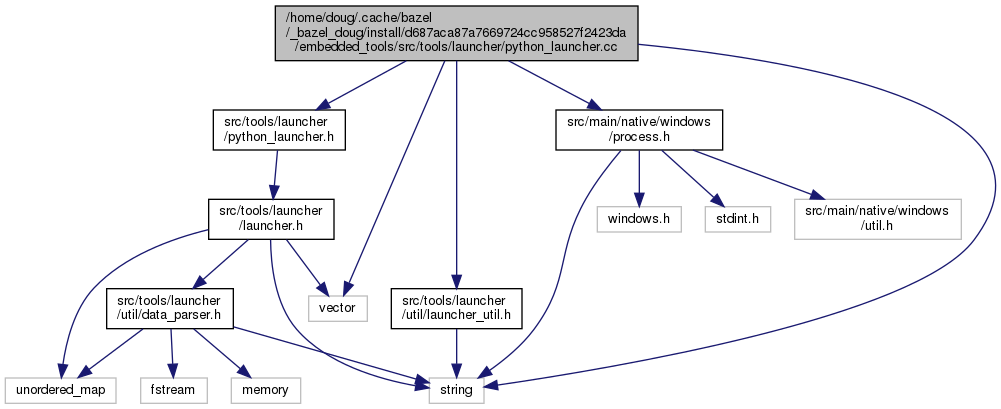 /home/doug/.cache/bazel
/_bazel_doug/install/d687aca87a7669724cc958527f2423da
/embedded_tools/src/tools/launcher/python_launcher.cc
src/tools/launcher
/python_launcher.h
src/main/native/windows
/process.h
src/tools/launcher
/launcher.h
windows.h
stdint.h
src/main/native/windows
/util.h
src/tools/launcher
/util/data_parser.h
vector
src/tools/launcher
/util/launcher_util.h
unordered_map
fstream
memory
string